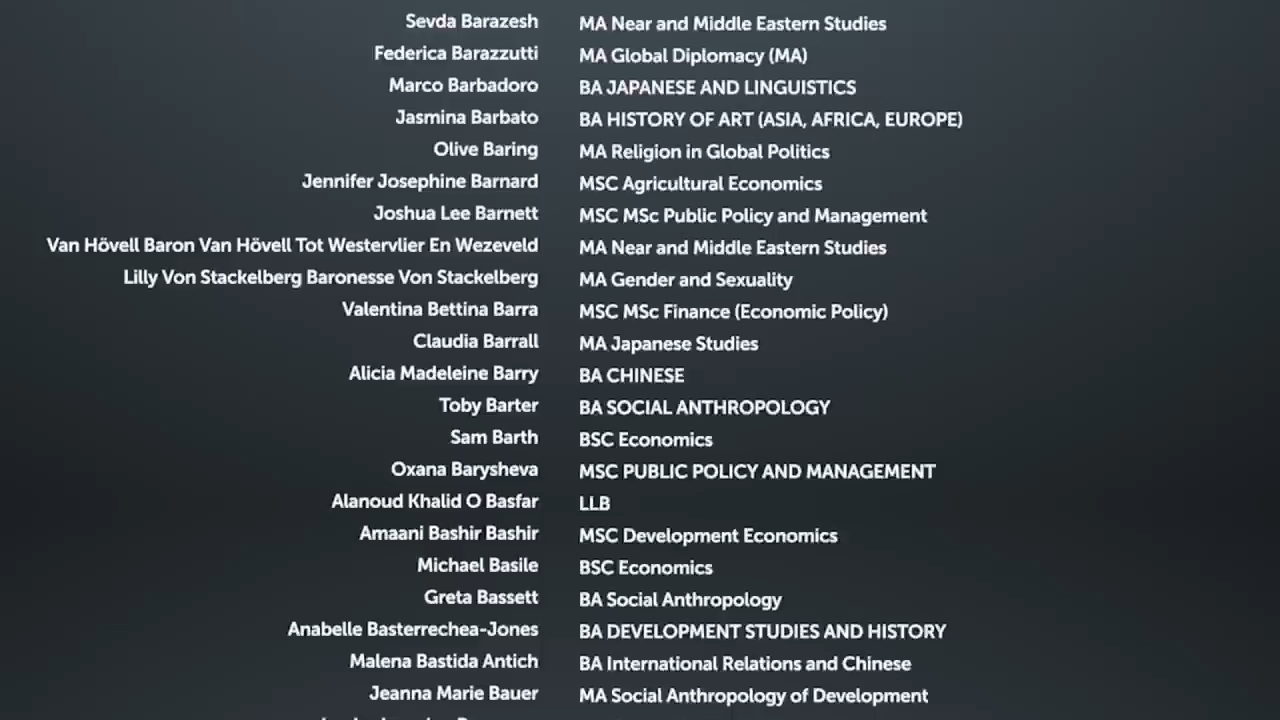 Sevda Barazesh MA Near and Middle Eastern Studies
Federica Barazzutti MA Global Diplomacy (MA)
Marco Barbadoro BA JAPANESE AND LINGUISTICS
Jasmina Barbato BA HISTORY OF ART (ASIA, AFRICA, EUROPE)
Olive Baring MA Religion in Global Politics
Jennifer Josephine Barnard MSC Agricultural Economics
Joshua Lee Barnett MSC MSc Public Policy and Management
Van Hövell Baron Van Hövell Tot Westervlier En Wezeveld MA Near and Middle Eastern Studies
Lilly Von Stackelberg Baronesse Von Stackelberg MA Gender and Sexuality
Valentina Bettina Barra MSC MSc Finance (Economic Policy)
Claudia Barrall MA Japanese Studies
Alicia Madeleine Barry BA CHINESE
Toby Barter BA SOCIAL ANTHROPOLOGY
Sam Barth BSC Economics
Oxana Barysheva MSC PUBLIC POLICY AND MANAGEMENT
Alanoud Khalid O Basfar LLB
Amaani Bashir Bashir MSC Development Economics
Michael Basile BSC Economics
Greta Bassett BA Social Anthropology
Anabelle Basterrechea-Jones BA DEVELOPMENT STUDIES AND HISTORY
Malena Bastida Antich BA International Relations and Chinese
Jeanna Marie Bauer MA Social Anthropology of Development